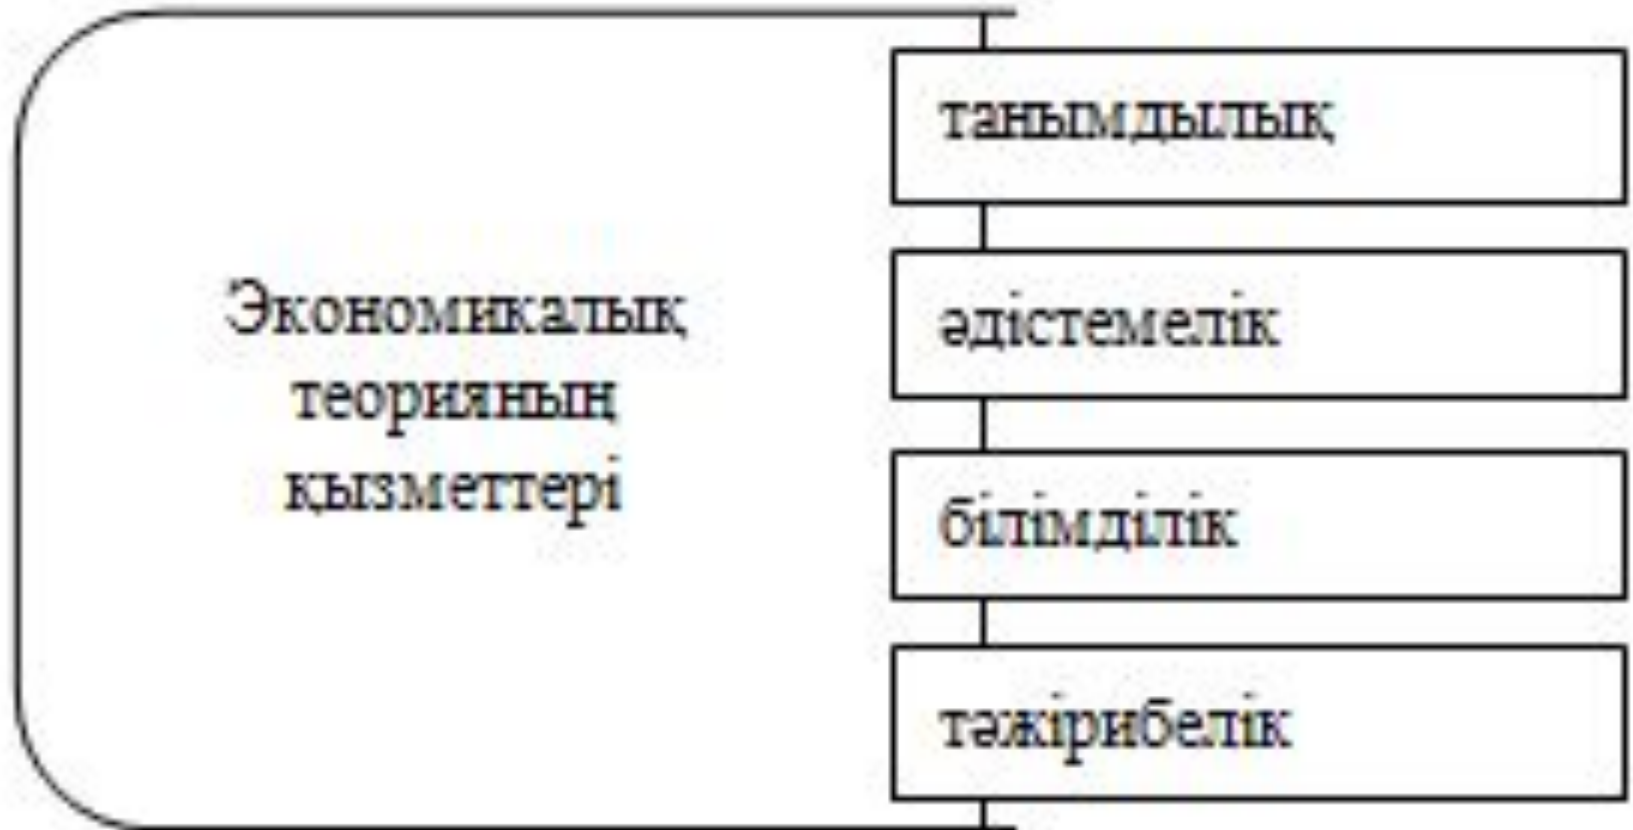 Экономикалық
теорияның
қызметтері
танымдылық
әдістемелік
білімділік
тәжірибелік